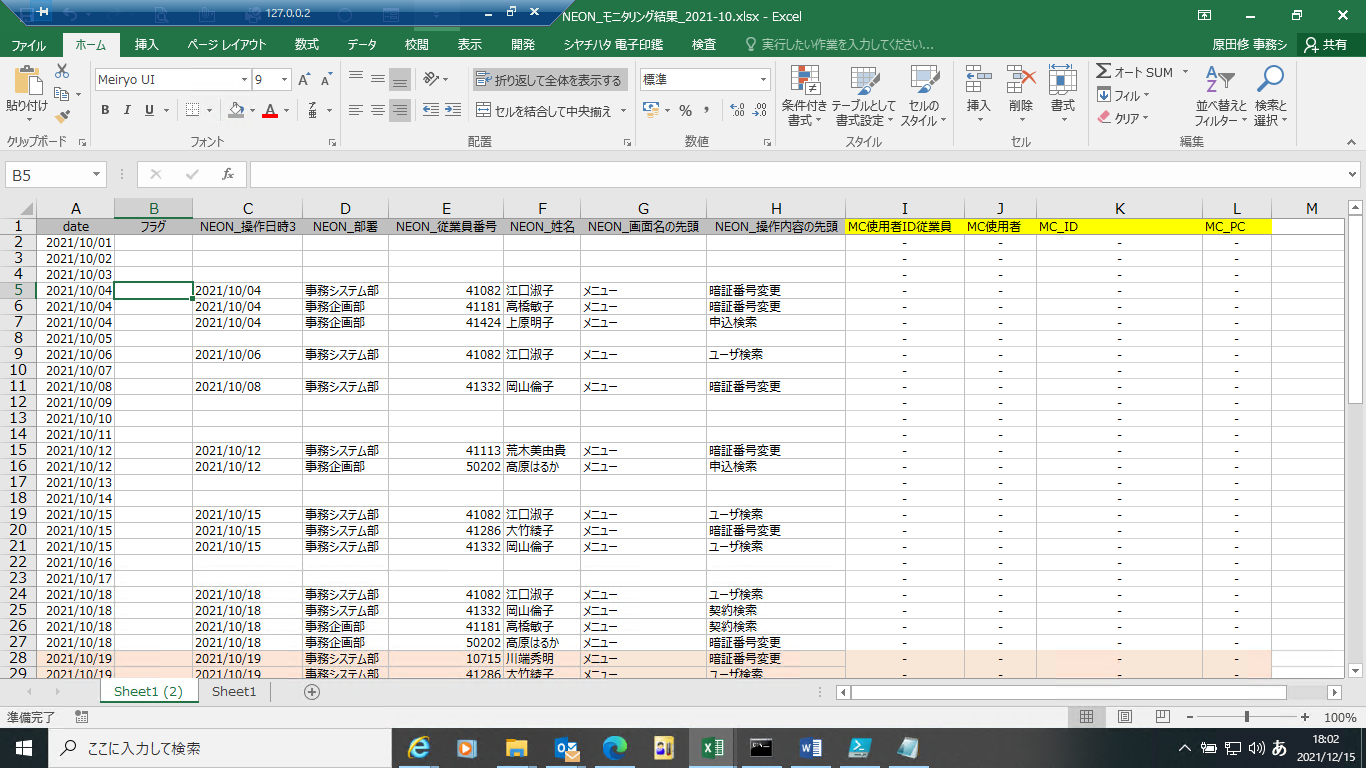 127.0.0.2
NEON_モニタリング結果_2021-10.xlsx - Excel
ファイル ホーム 挿入 ページ レイアウト 数式 データ 校閲 表示 開発 シヤチハタ 電子印鑑 検査 実行したい作業を入力してください... 原田修 事務シ 共有
Meiryo UI 9 折り返して全体を表示する 標準 オート SUM
貼り付け B I U セルを結合して中央揃え % , 条件付き書式 テーブルとして書式設定 セルのスタイル 挿入 削除 書式 フィル クリア 並べ替えとフィルター 検索と選択
クリップボード フォント 配置 数値 スタイル セル 編集
B5 fx
A B C D E F G H I J K L M
1 date フラグ NEON_操作日時3 NEON_部署 NEON_従業員番号 NEON_姓名 NEON_画面名の先頭 NEON_操作内容の先頭 MC使用者ID従業員 MC使用者 MC_ID MC_PC
2 2021/10/01 - - - -
3 2021/10/02 - - - -
4 2021/10/03 - - - -
5 2021/10/04 2021/10/04 事務システム部 41082 江口淑子 メニュー 暗証番号変更 - - - -
6 2021/10/04 2021/10/04 事務企画部 41181 高橋敏子 メニュー 暗証番号変更 - - - -
7 2021/10/04 2021/10/04 事務企画部 41424 上原明子 メニュー 申込検索 - - - -
8 2021/10/05 - - - -
9 2021/10/06 2021/10/06 事務システム部 41082 江口淑子 メニュー ユーザ検索 - - - -
10 2021/10/07 - - - -
11 2021/10/08 2021/10/08 事務システム部 41332 岡山倫子 メニュー 暗証番号変更 - - - -
12 2021/10/09 - - - -
13 2021/10/10 - - - -
14 2021/10/11 - - - -
15 2021/10/12 2021/10/12 事務システム部 41113 荒木美由貴 メニュー 暗証番号変更 - - - -
16 2021/10/12 2021/10/12 事務企画部 50202 高原はるか メニュー 申込検索 - - - -
17 2021/10/13 - - - -
18 2021/10/14 - - - -
19 2021/10/15 2021/10/15 事務システム部 41082 江口淑子 メニュー ユーザ検索 - - - -
20 2021/10/15 2021/10/15 事務システム部 41286 大竹綾子 メニュー 暗証番号変更 - - - -
21 2021/10/15 2021/10/15 事務システム部 41332 岡山倫子 メニュー ユーザ検索 - - - -
22 2021/10/16 - - - -
23 2021/10/17 - - - -
24 2021/10/18 2021/10/18 事務システム部 41082 江口淑子 メニュー ユーザ検索 - - - -
25 2021/10/18 2021/10/18 事務システム部 41332 岡山倫子 メニュー 契約検索 - - - -
26 2021/10/18 2021/10/18 事務企画部 41181 高橋敏子 メニュー 契約検索 - - - -
27 2021/10/18 2021/10/18 事務企画部 50202 高原はるか メニュー 暗証番号変更 - - - -
28 2021/10/19 2021/10/19 事務システム部 10715 川端秀明 メニュー 暗証番号変更 - - - -
29 2021/10/19 2021/10/19 事務システム部 41286 大竹綾子 メニュー ユーザ検索 - - - -
Sheet1 (2) Sheet1
準備完了 100%
ここに入力して検索 あ 18:02
2021/12/15